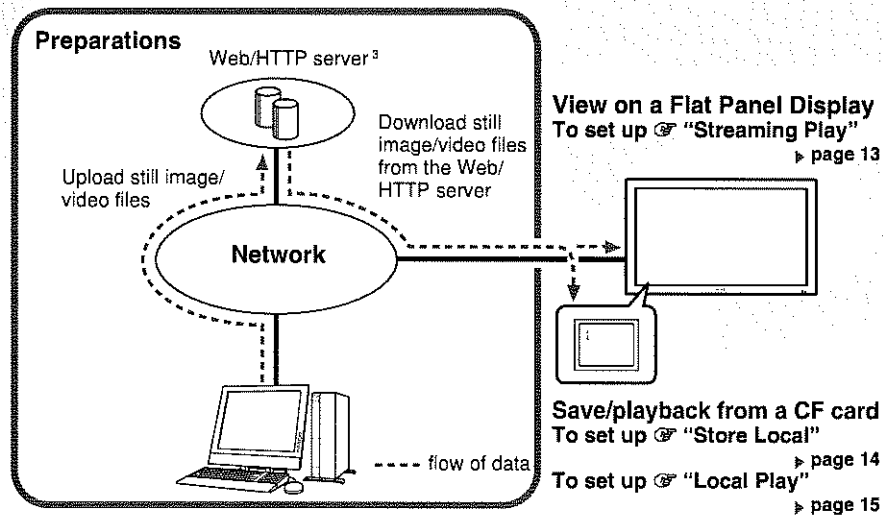 Preparations
Web/HTTP server³
Upload still image/
video files
Download still
image/video files
from the Web/
HTTP server
Network
flow of data
View on a Flat Panel Display
To set up ☞ “Streaming Play”
▶ page 13
Save/playback from a CF card
To set up ☞ “Store Local”
▶ page 14
To set up ☞ “Local Play”
▶ page 15